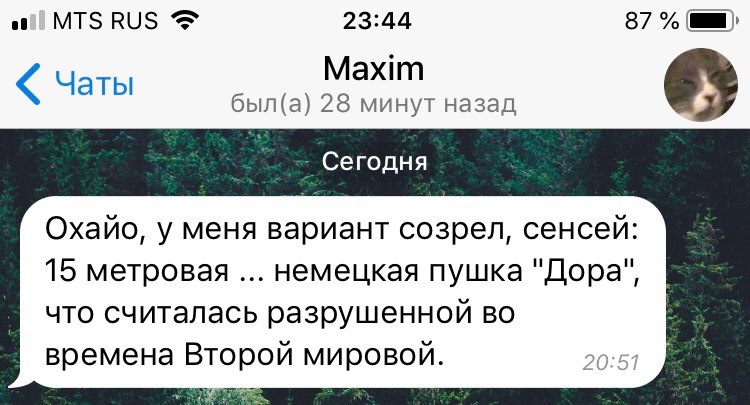 MTS RUS 23:44 87 %
Чаты Maxim
был(а) 28 минут назад
Сегодня
Охайо, у меня вариант созрел, сенсей:
15 метровая ... немецкая пушка "Дора",
что считалась разрушенной во
времена Второй мировой. 20:51